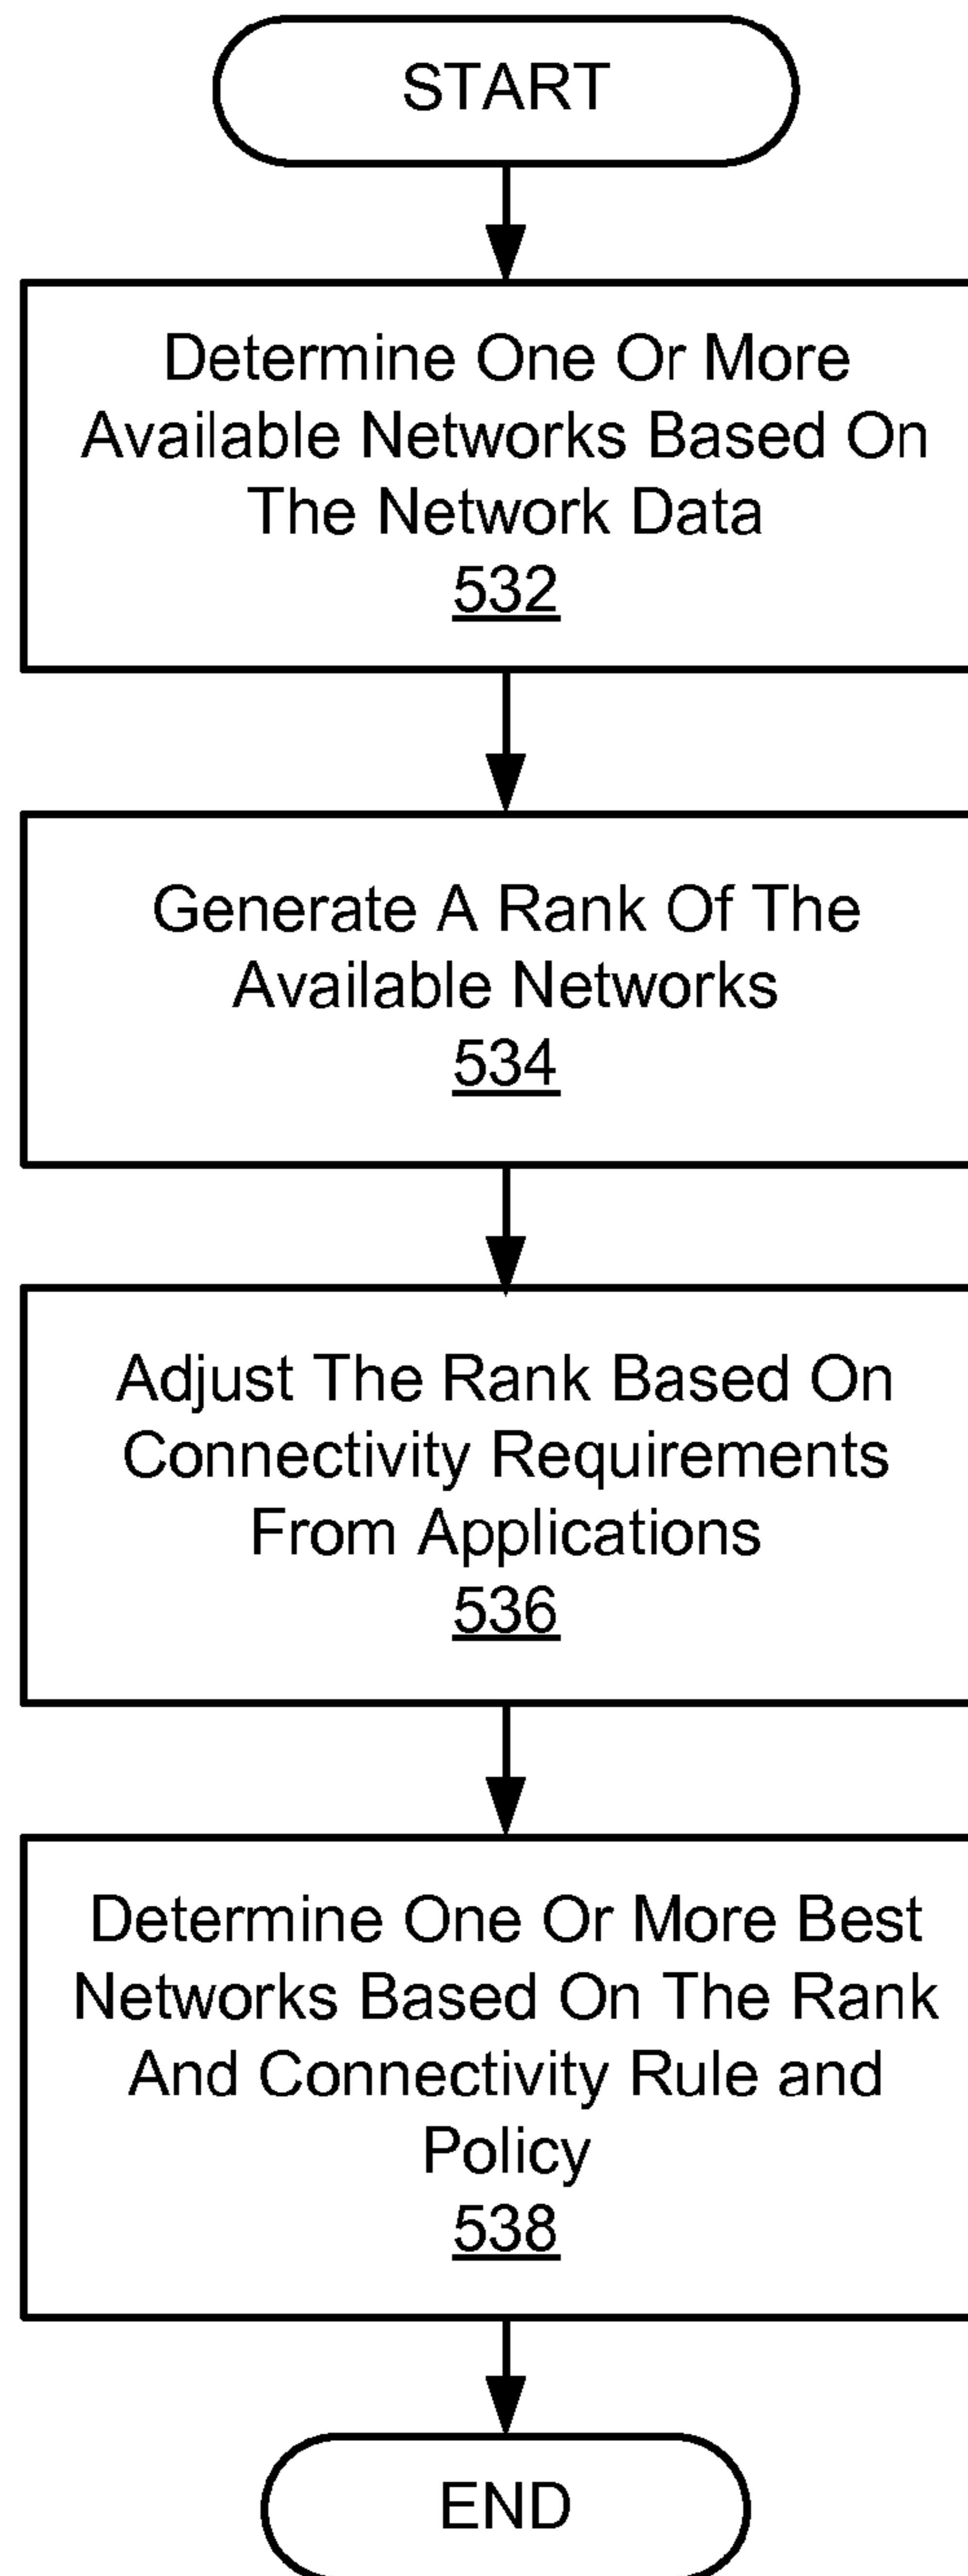 START
Determine One Or More
Available Networks Based On
The Network Data
532
Generate A Rank Of The
Available Networks
534
Adjust The Rank Based On
Connectivity Requirements
From Applications
536
Determine One Or More Best
Networks Based On The Rank
And Connectivity Rule and
Policy
538
END